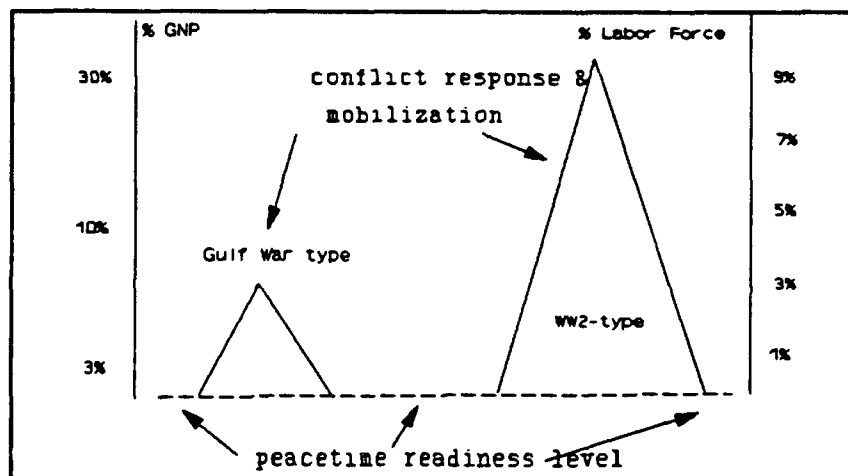 % GNP % Labor Force
30% conflict response & 9%
mobilization
7%
10% 5%
Gulf War type
3%
WW2-type
3% 1%
peacetime readiness level